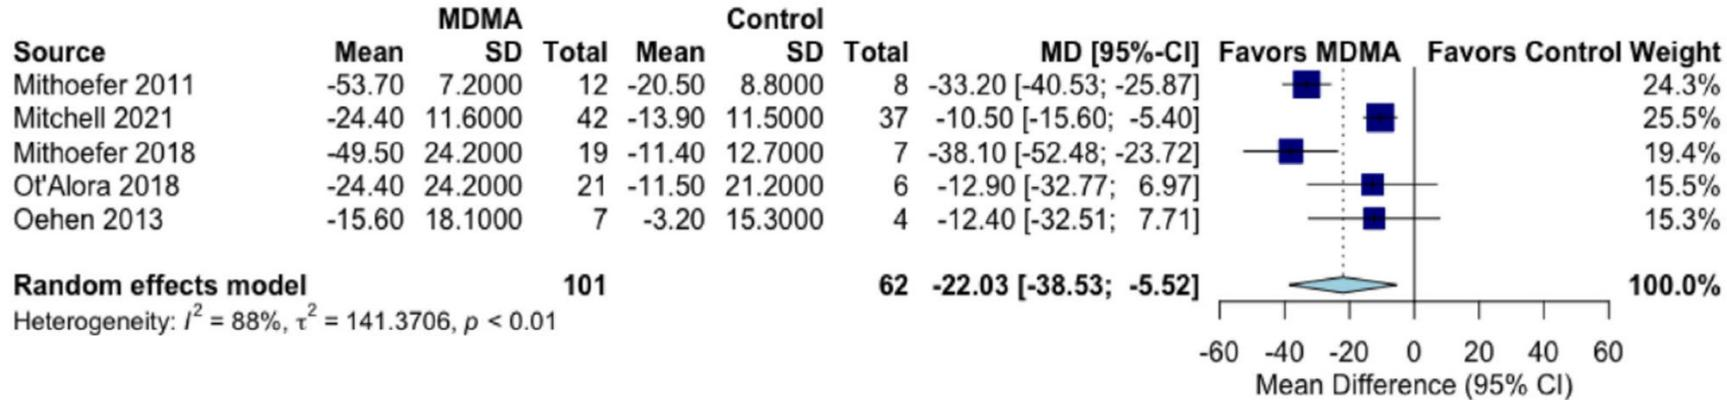 MDMA Control
Source Mean SD Total Mean SD Total MD [95%-CI] Favors MDMA Favors Control Weight
Mithoefer 2011 -53.70 7.2000 12 -20.50 8.8000 8 -33.20 [-40.53; -25.87] 24.3%
Mitchell 2021 -24.40 11.6000 42 -13.90 11.5000 37 -10.50 [-15.60; -5.40] 25.5%
Mithoefer 2018 -49.50 24.2000 19 -11.40 12.7000 7 -38.10 [-52.48; -23.72] 19.4%
Ot'Alora 2018 -24.40 24.2000 21 -11.50 21.2000 6 -12.90 [-32.77; 6.97] 15.5%
Oehen 2013 -15.60 18.1000 7 -3.20 15.3000 4 -12.40 [-32.51; 7.71] 15.3%
Random effects model 101 62 -22.03 [-38.53; -5.52] 100.0%
Heterogeneity: I² = 88%, τ² = 141.3706, p < 0.01
-60 -40 -20 0 20 40 60
Mean Difference (95% CI)